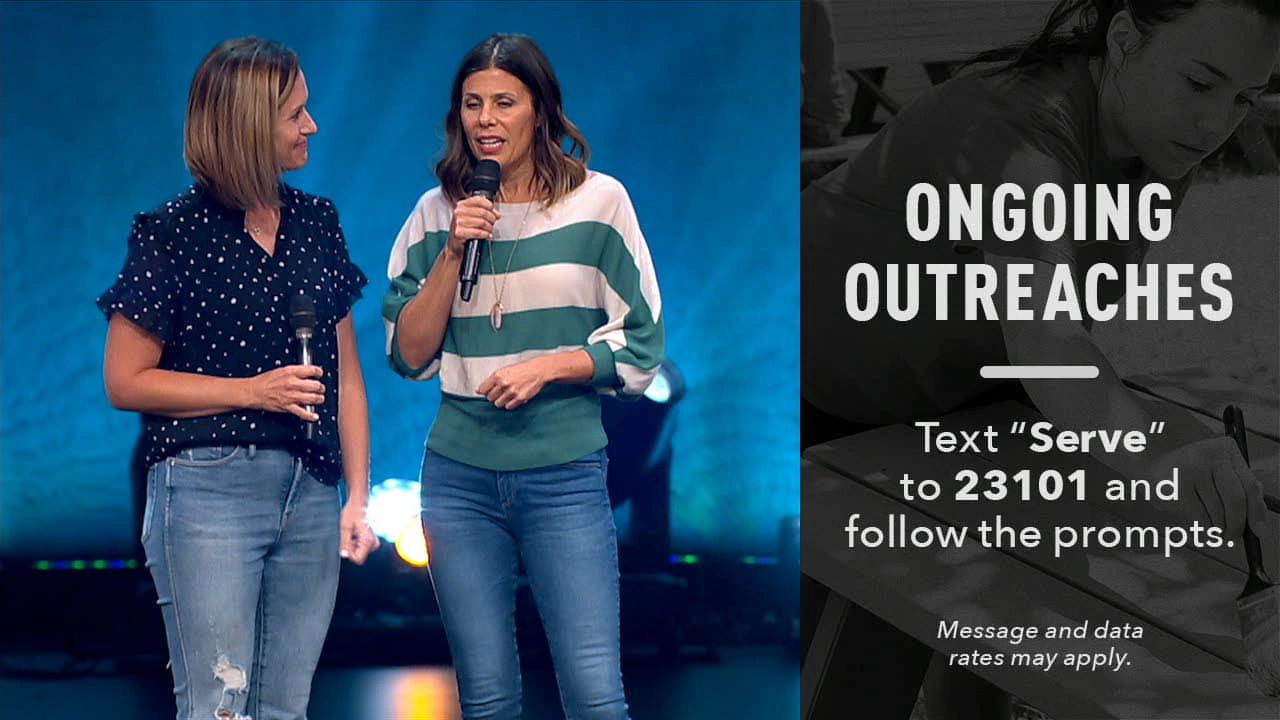 ONGOING
OUTREACHES
Text “Serve”
to 23101 and
follow the prompts.
Message and data
rates may apply.